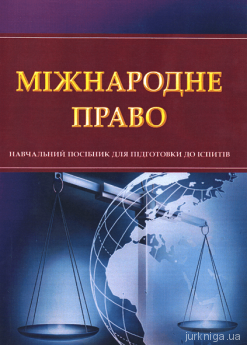 МІЖНАРОДНЕ
ПРАВО
НАВЧАЛЬНИЙ ПОСІБНИК ДЛЯ ПІДГОТОВКИ ДО ІСПИТІВ
jurkniga.ua